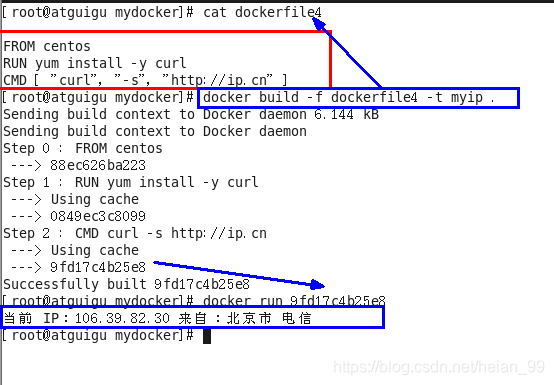 [ root@atguigu mydocker]# cat dockerfile4
FROM centos
RUN yum install -y curl
CMD [ "curl", "-s", "http://ip.cn" ]
[ root@atguigu mydocker]# docker build -f dockerfile4 -t myip .
Sending build context to Docker daemon 6.144 kB
Sending build context to Docker daemon
Step 0 : FROM centos
---> 88ec626ba223
Step 1 : RUN yum install -y curl
---> Using cache
---> 0849ec3c8099
Step 2 : CMD curl -s http://ip.cn
---> Using cache
---> 9fd17c4b25e8
Successfully built 9fd17c4b25e8
[ root@atguigu mydocker]# docker run 9fd17c4b25e8
当前 IP：106.39.82.30 来自：北京市 电信
[ root@atguigu mydocker]#
https://blog.csdn.net/heian_99